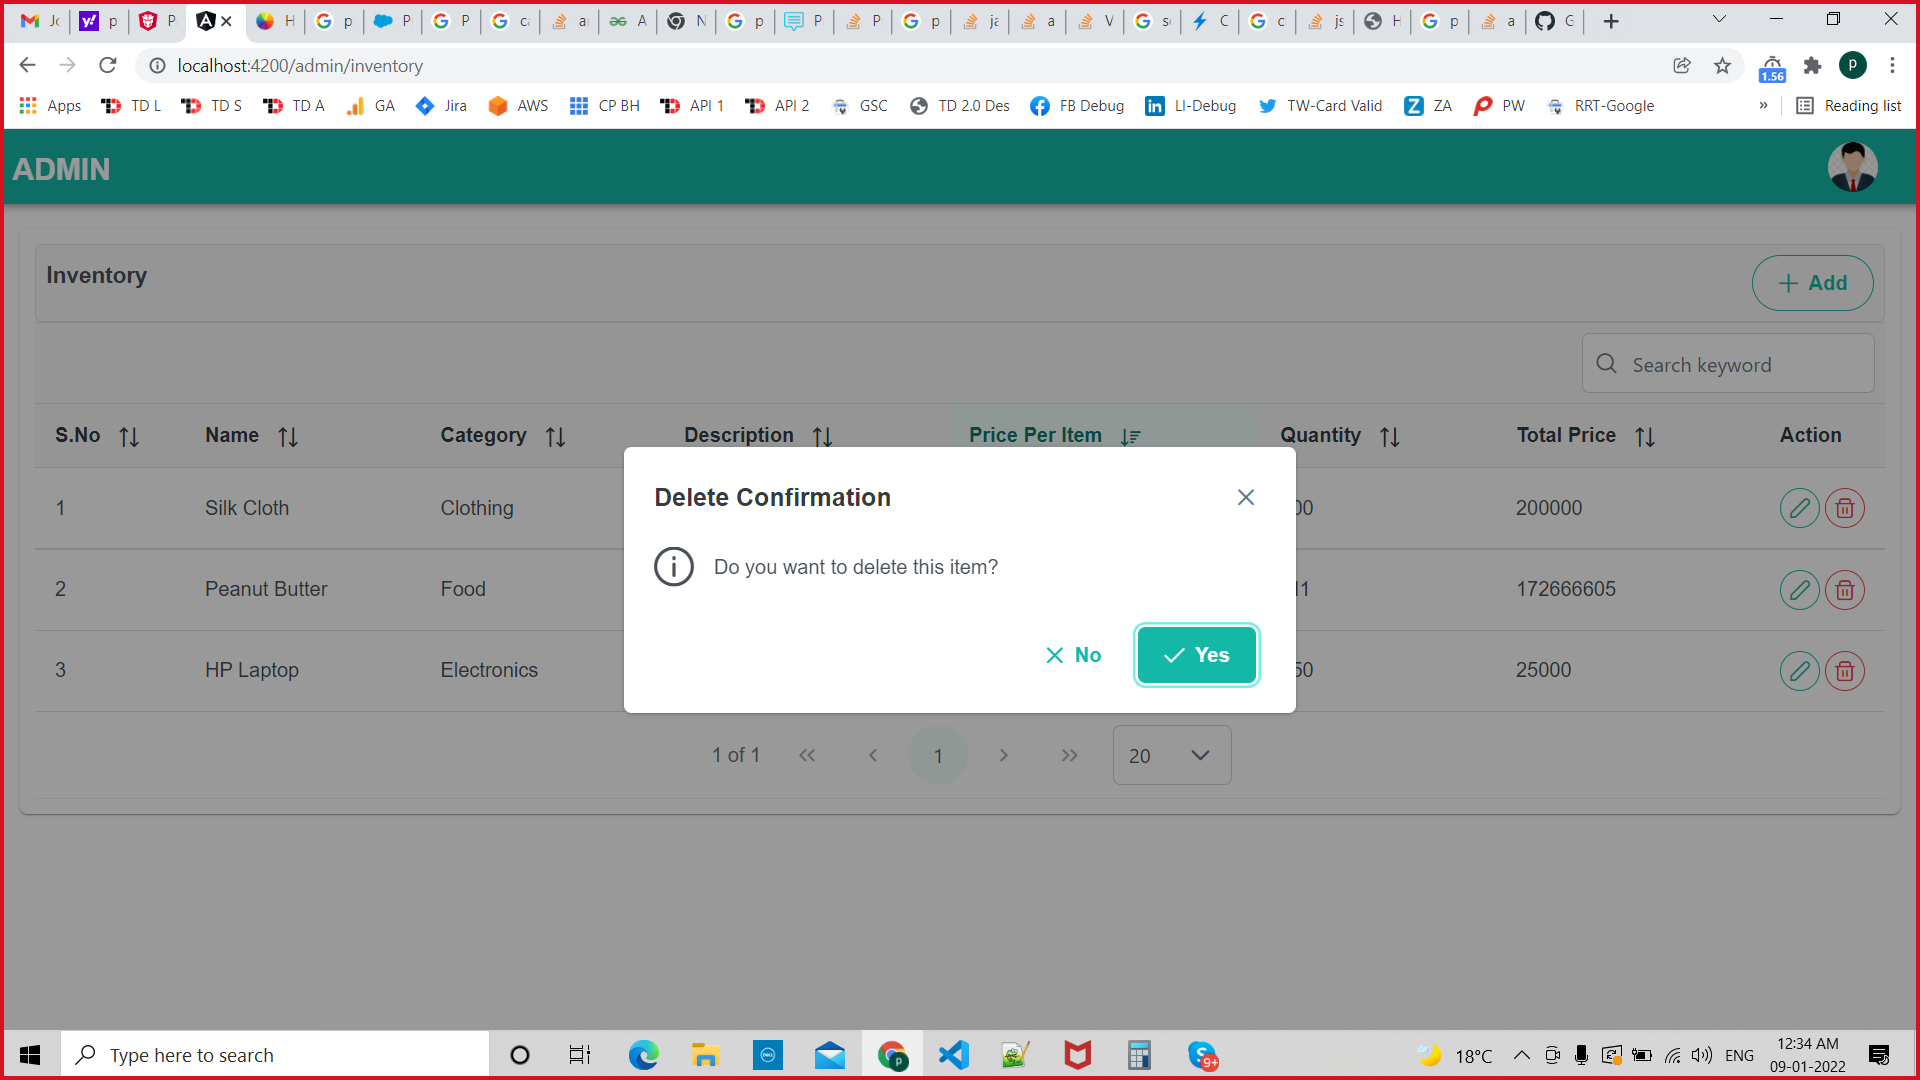 localhost:4200/admin/inventory
1.56
Apps TD L TD S TD A GA Jira AWS CP BH API 1 API 2 GSC TD 2.0 Des FB Debug LI-Debug TW-Card Valid ZA PW RRT-Google » Reading list
ADMIN
Inventory
+ Add
Search keyword
S.No Name Category Description Price Per Item Quantity Total Price Action
1 Silk Cloth Clothing 200000
2 Peanut Butter Food 172666605
3 HP Laptop Electronics 25000
Delete Confirmation
Do you want to delete this item?
No Yes
1 of 1 1 20
Type here to search
18°C ENG
12:34 AM
09-01-2022
9+